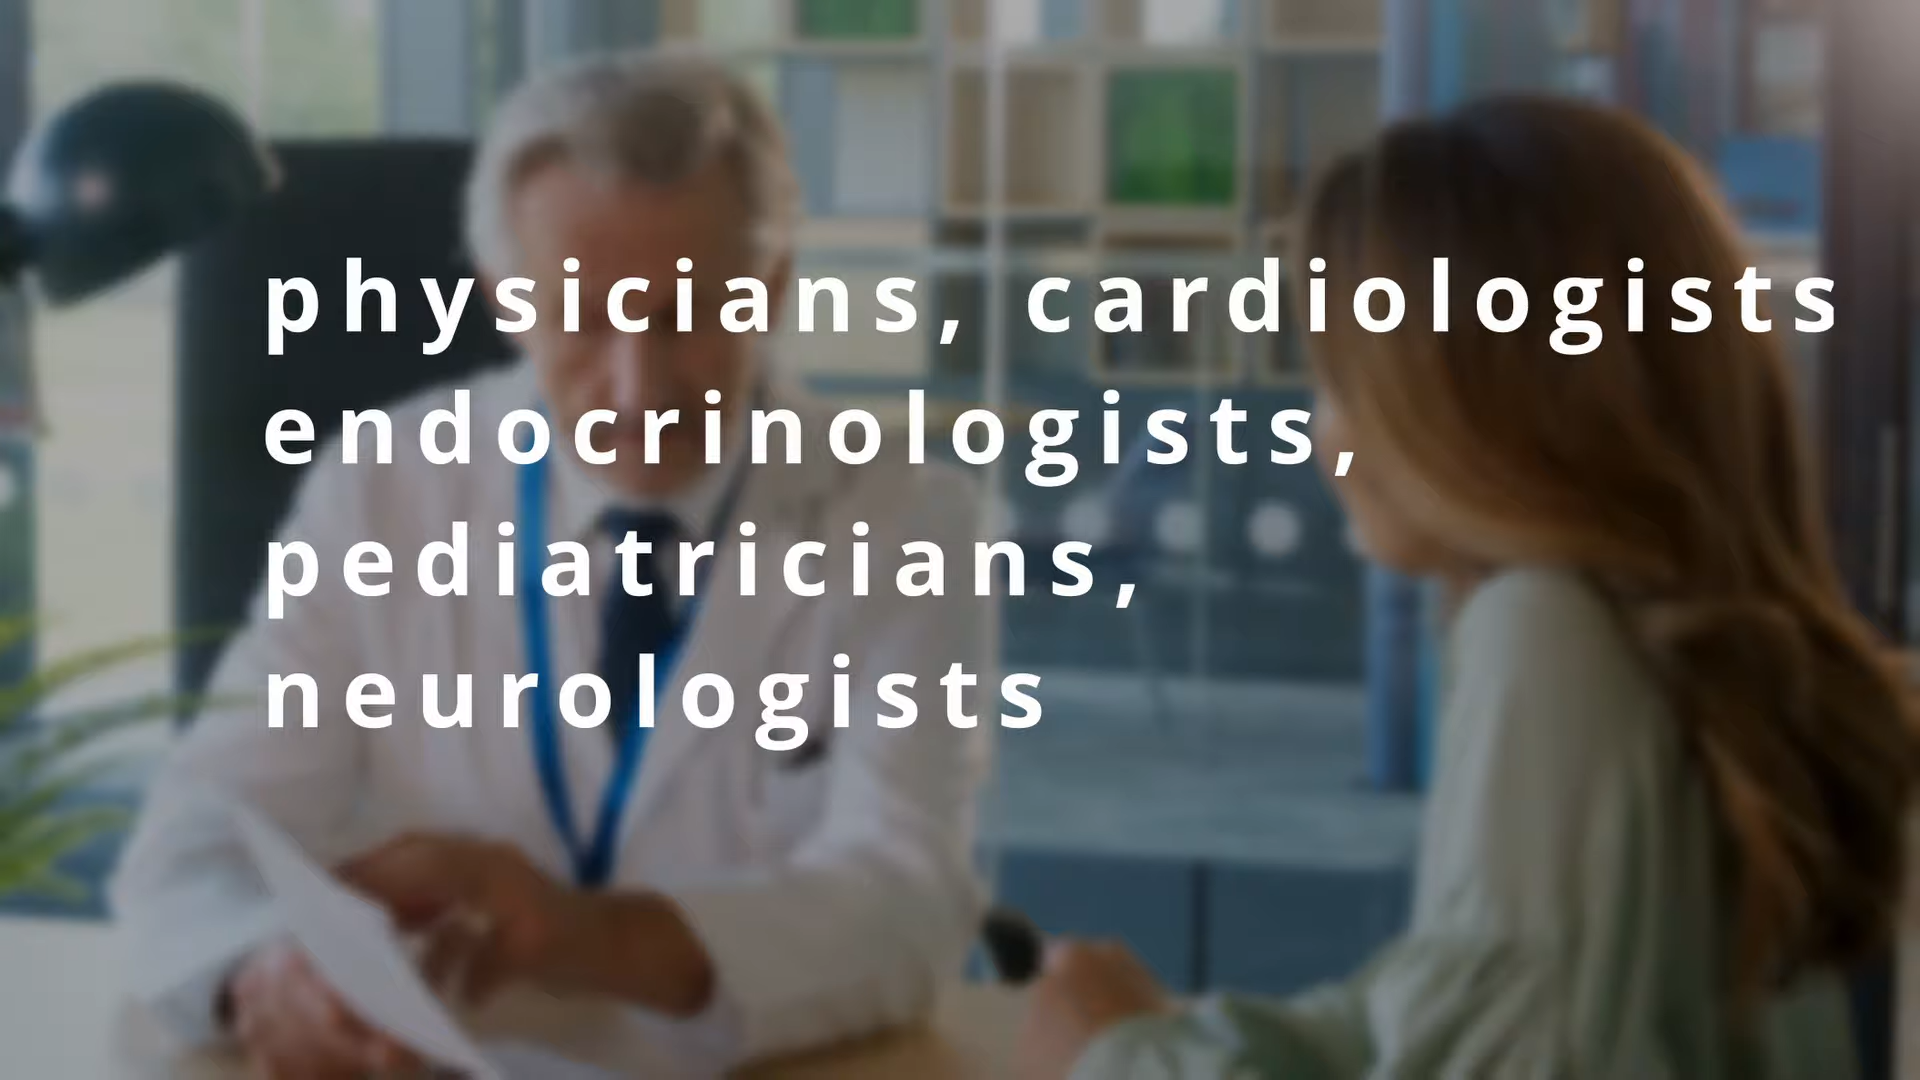 physicians, cardiologists
endocrinologists,
pediatricians,
neurologists